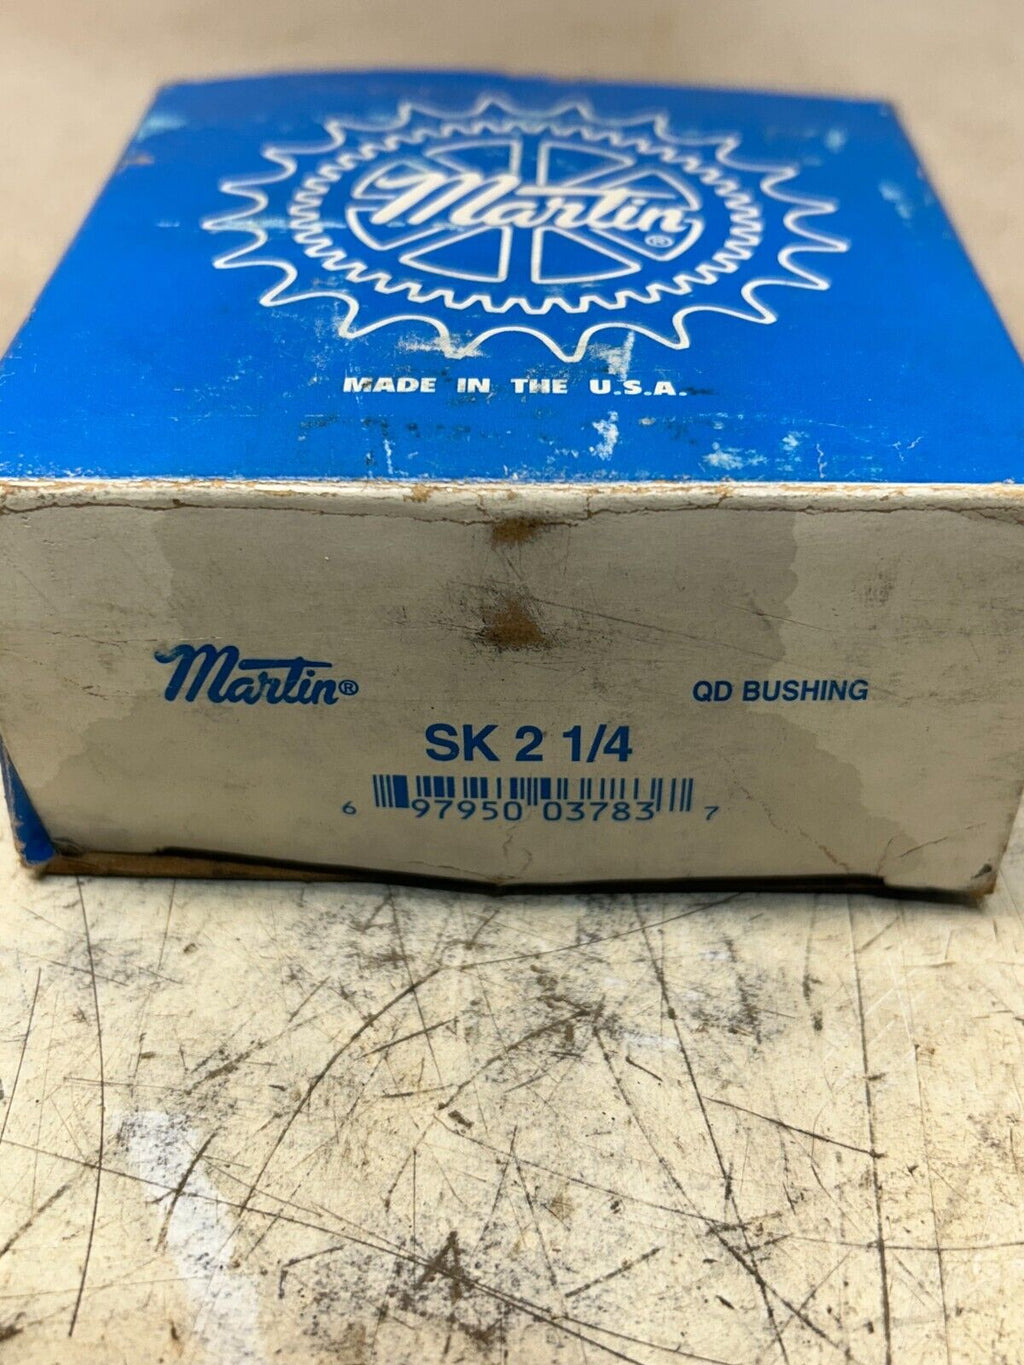 Martin®
MADE IN THE U.S.A.
Martin®
QD BUSHING
SK 2 1/4
6 97950 03783 7